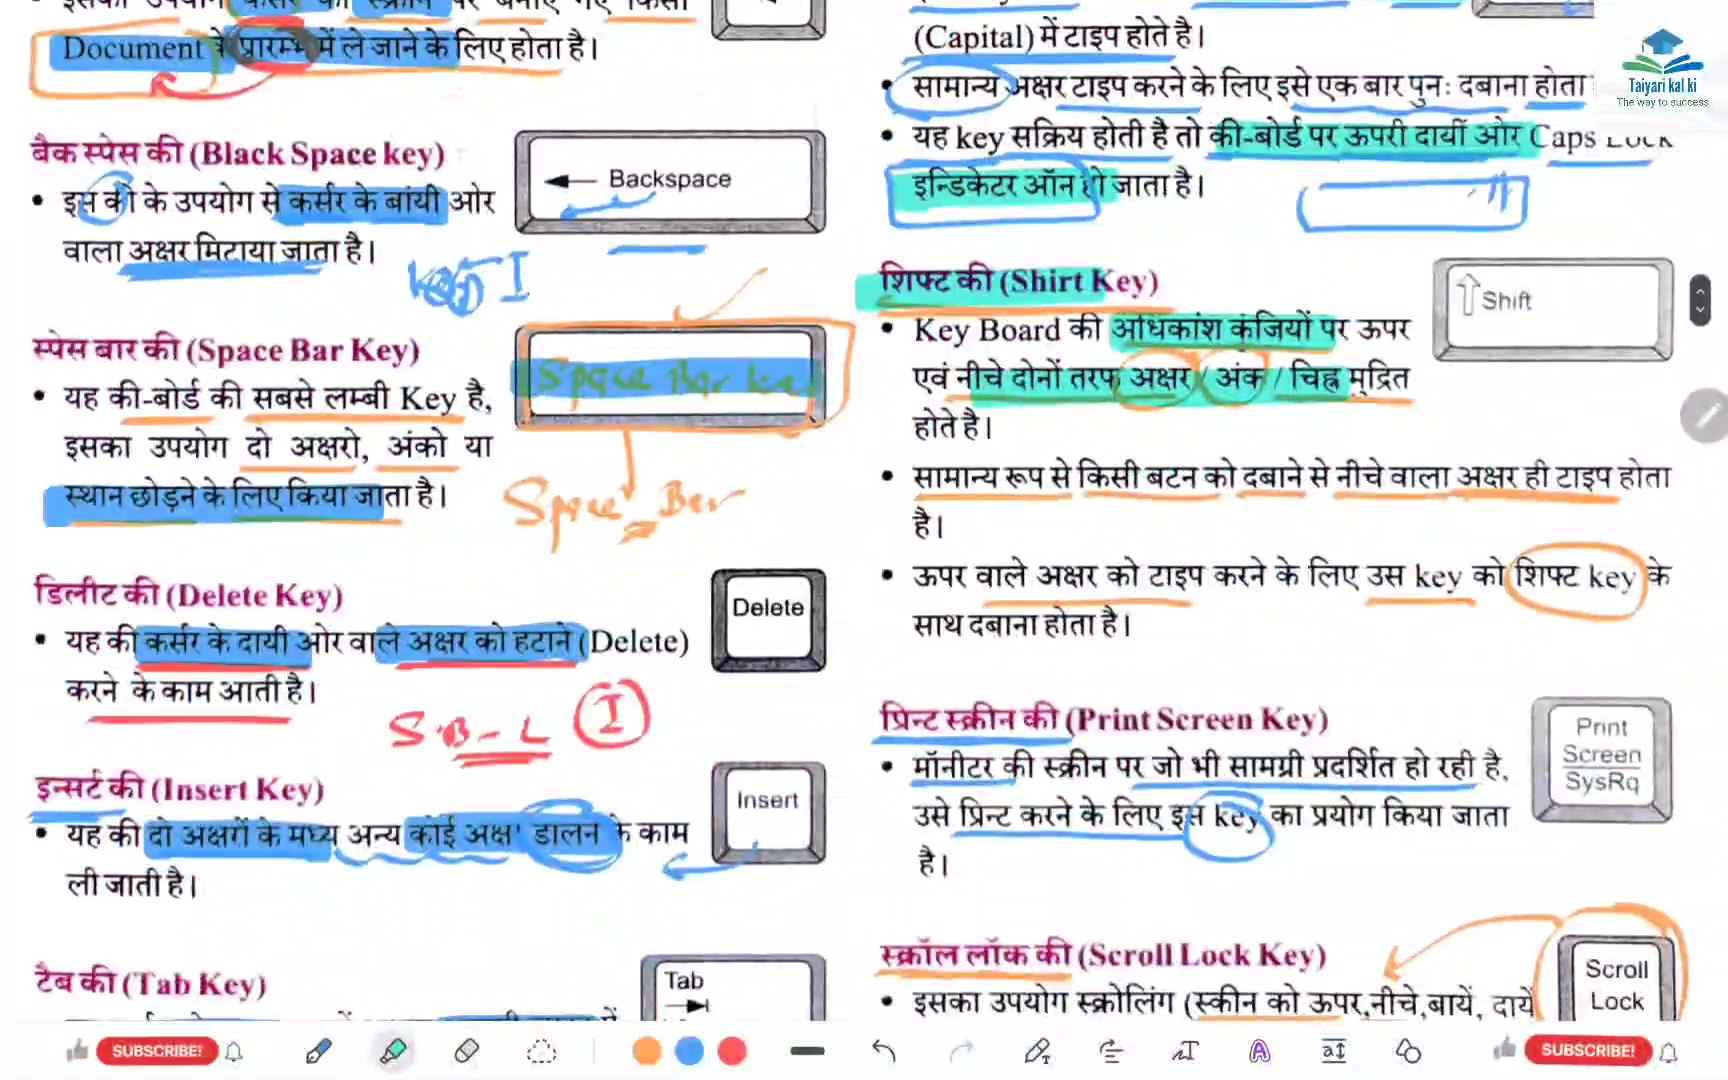 Document के प्रारम्भ में ले जाने के लिए होता है।
बैक स्पेस की (Black Space key)
• इस की के उपयोग से कर्सर के बांयी ओर
वाला अक्षर मिटाया जाता है।
Backspace
I
स्पेस बार की (Space Bar Key)
• यह की-बोर्ड की सबसे लम्बी Key है,
इसका उपयोग दो अक्षरो, अंको या
स्थान छोड़ने के लिए किया जाता है।
Space Bar
डिलीट की (Delete Key)
• यह की कर्सर के दायी ओर वाले अक्षर को हटाने (Delete)
करने के काम आती है।
Delete
S.B-L I
इन्सर्ट की (Insert Key)
• यह की दो अक्षरों के मध्य अन्य कोई अक्षर डालने के काम
ली जाती है।
Insert
टैब की (Tab Key)
Tab
(Capital) में टाइप होते है।
• सामान्य अक्षर टाइप करने के लिए इसे एक बार पुनः दबाना होता
• यह key सक्रिय होती है तो की-बोर्ड पर ऊपरी दायीं ओर Caps Lock
इन्डिकेटर ऑन हो जाता है।
शिफ्ट की (Shirt Key)
• Key Board की अधिकांश कुंजियों पर ऊपर
एवं नीचे दोनों तरफ अक्षर / अंक / चिह्न मुद्रित
होते है।
Shift
• सामान्य रूप से किसी बटन को दबाने से नीचे वाला अक्षर ही टाइप होता
है।
• ऊपर वाले अक्षर को टाइप करने के लिए उस key को शिफ्ट key के
साथ दबाना होता है।
प्रिन्ट स्क्रीन की (Print Screen Key)
• मॉनीटर की स्क्रीन पर जो भी सामग्री प्रदर्शित हो रही है,
उसे प्रिन्ट करने के लिए इस key का प्रयोग किया जाता
है।
Print
Screen
SysRq
स्क्रॉल लॉक की (Scroll Lock Key)
• इसका उपयोग स्क्रोलिंग (स्कीन को ऊपर,नीचे,बायें, दायें
Scroll
Lock
Taiyari kal ki
The way to success
SUBSCRIBE!
SUBSCRIBE!